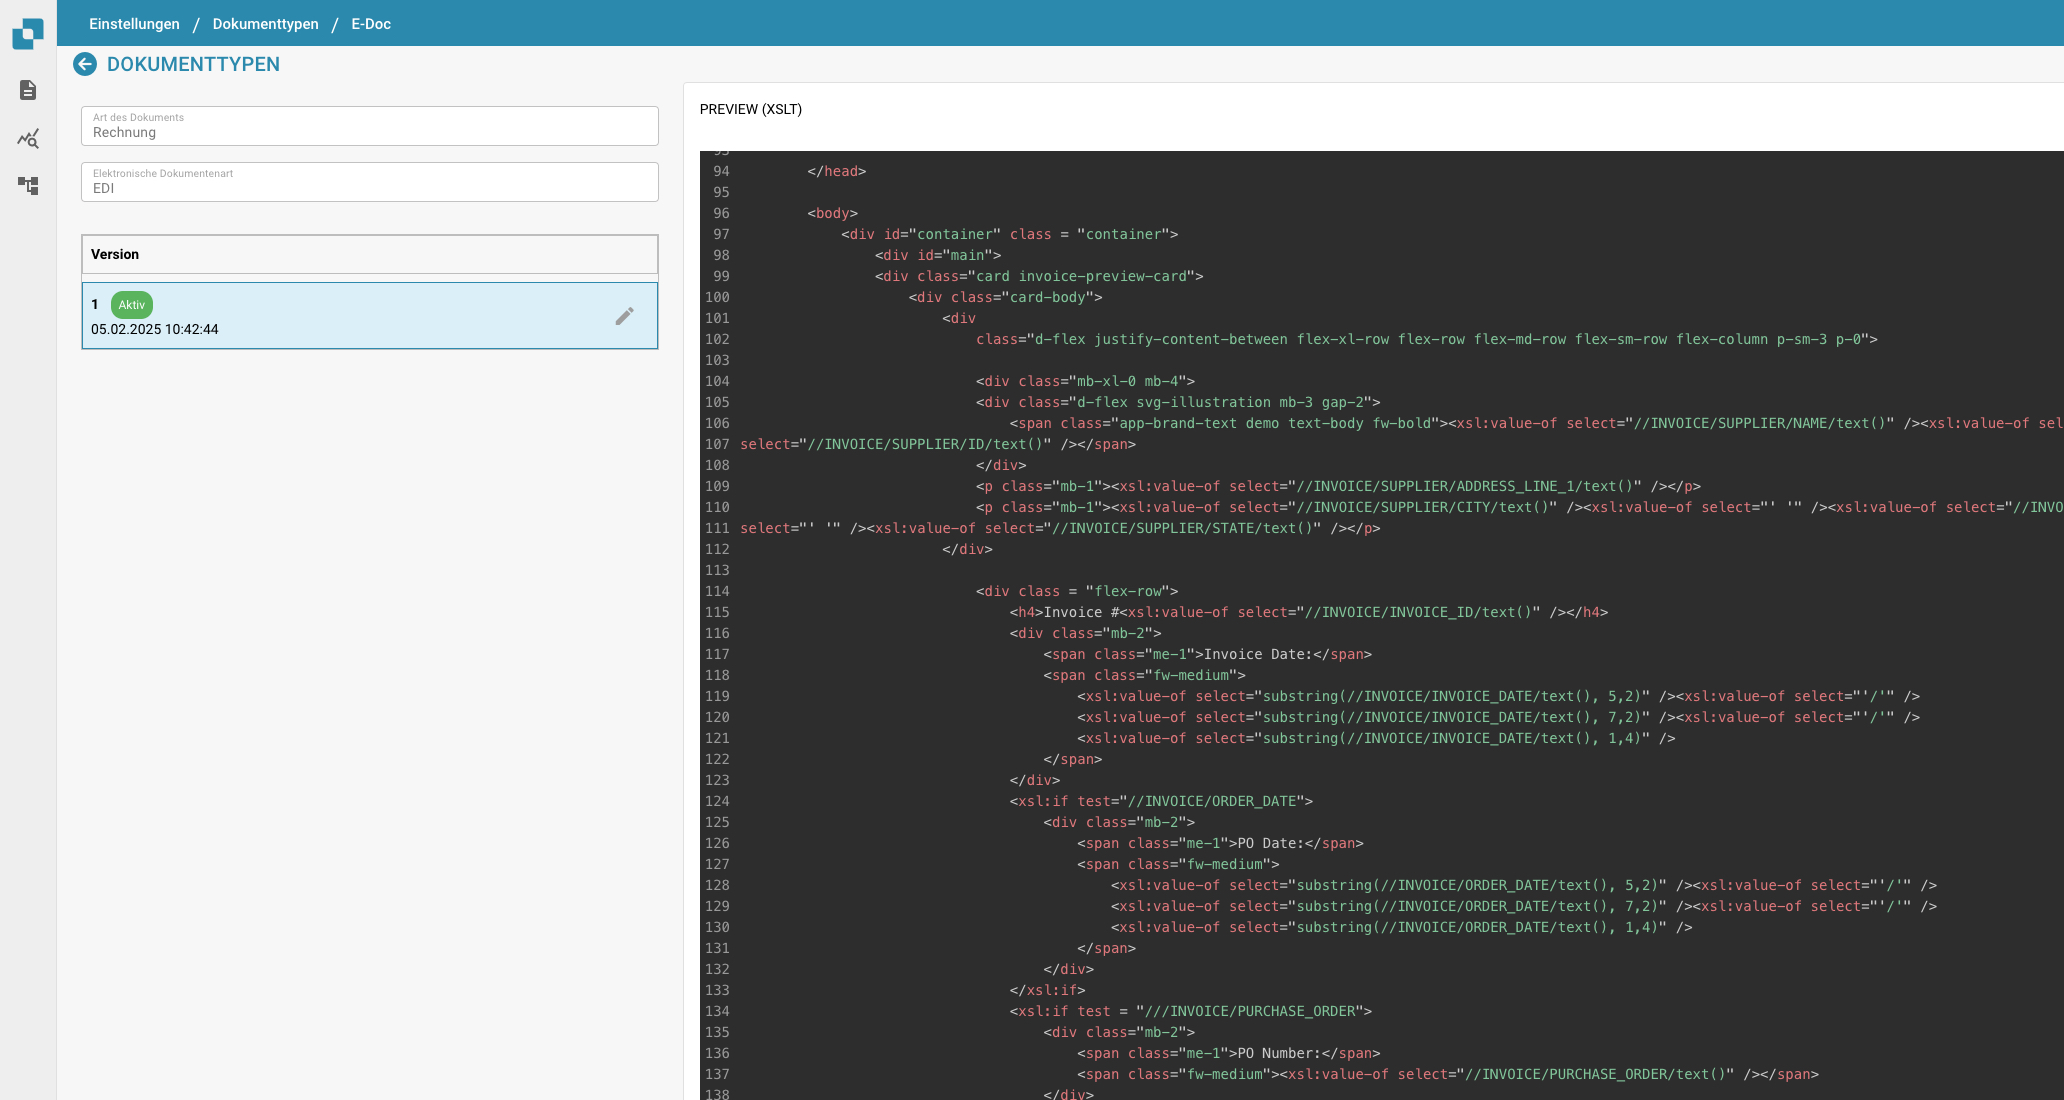 Einstellungen / Dokumenttypen / E-Doc
DOKUMENTTYPEN
Art des Dokuments
Rechnung
Elektronische Dokumentenart
EDI
Version
1 Aktiv
05.02.2025 10:42:44
PREVIEW (XSLT)
93
94 </head>
95
96 <body>
97 <div id="container" class = "container">
98 <div id="main">
99 <div class="card invoice-preview-card">
100 <div class="card-body">
101 <div
102 class="d-flex justify-content-between flex-xl-row flex-row flex-md-row flex-sm-row flex-column p-sm-3 p-0">
103
104 <div class="mb-xl-0 mb-4">
105 <div class="d-flex svg-illustration mb-3 gap-2">
106 <span class="app-brand-text demo text-body fw-bold"><xsl:value-of select="//INVOICE/SUPPLIER/NAME/text()" /><xsl:value-of sel
107 select="//INVOICE/SUPPLIER/ID/text()" /></span>
108 </div>
109 <p class="mb-1"><xsl:value-of select="//INVOICE/SUPPLIER/ADDRESS_LINE_1/text()" /></p>
110 <p class="mb-1"><xsl:value-of select="//INVOICE/SUPPLIER/CITY/text()" /><xsl:value-of select="' '" /><xsl:value-of select="//INVO
111 select="' '" /><xsl:value-of select="//INVOICE/SUPPLIER/STATE/text()" /></p>
112 </div>
113
114 <div class = "flex-row">
115 <h4>Invoice #<xsl:value-of select="//INVOICE/INVOICE_ID/text()" /></h4>
116 <div class="mb-2">
117 <span class="me-1">Invoice Date:</span>
118 <span class="fw-medium">
119 <xsl:value-of select="substring(//INVOICE/INVOICE_DATE/text(), 5,2)" /><xsl:value-of select="'/'" />
120 <xsl:value-of select="substring(//INVOICE/INVOICE_DATE/text(), 7,2)" /><xsl:value-of select="'/'" />
121 <xsl:value-of select="substring(//INVOICE/INVOICE_DATE/text(), 1,4)" />
122 </span>
123 </div>
124 <xsl:if test="//INVOICE/ORDER_DATE">
125 <div class="mb-2">
126 <span class="me-1">PO Date:</span>
127 <span class="fw-medium">
128 <xsl:value-of select="substring(//INVOICE/ORDER_DATE/text(), 5,2)" /><xsl:value-of select="'/'" />
129 <xsl:value-of select="substring(//INVOICE/ORDER_DATE/text(), 7,2)" /><xsl:value-of select="'/'" />
130 <xsl:value-of select="substring(//INVOICE/ORDER_DATE/text(), 1,4)" />
131 </span>
132 </div>
133 </xsl:if>
134 <xsl:if test = "///INVOICE/PURCHASE_ORDER">
135 <div class="mb-2">
136 <span class="me-1">PO Number:</span>
137 <span class="fw-medium"><xsl:value-of select="//INVOICE/PURCHASE_ORDER/text()" /></span>
138 </div>